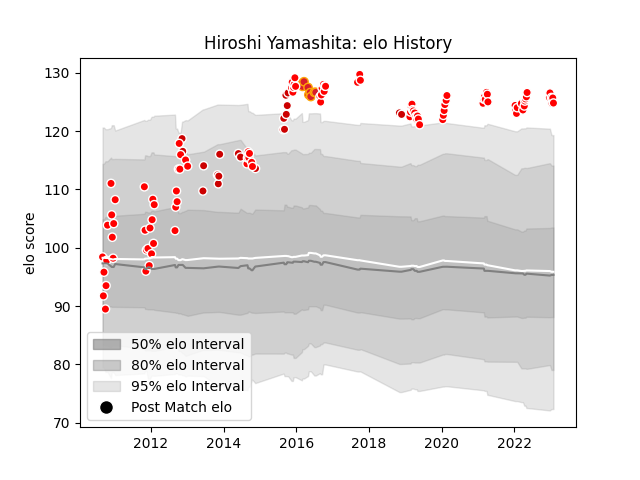 Hiroshi Yamashita: elo History
elo score
130
120
110
100
90
80
70
50% elo Interval
80% elo Interval
95% elo Interval
Post Match elo
2012
2014
2016
2018
2020
2022